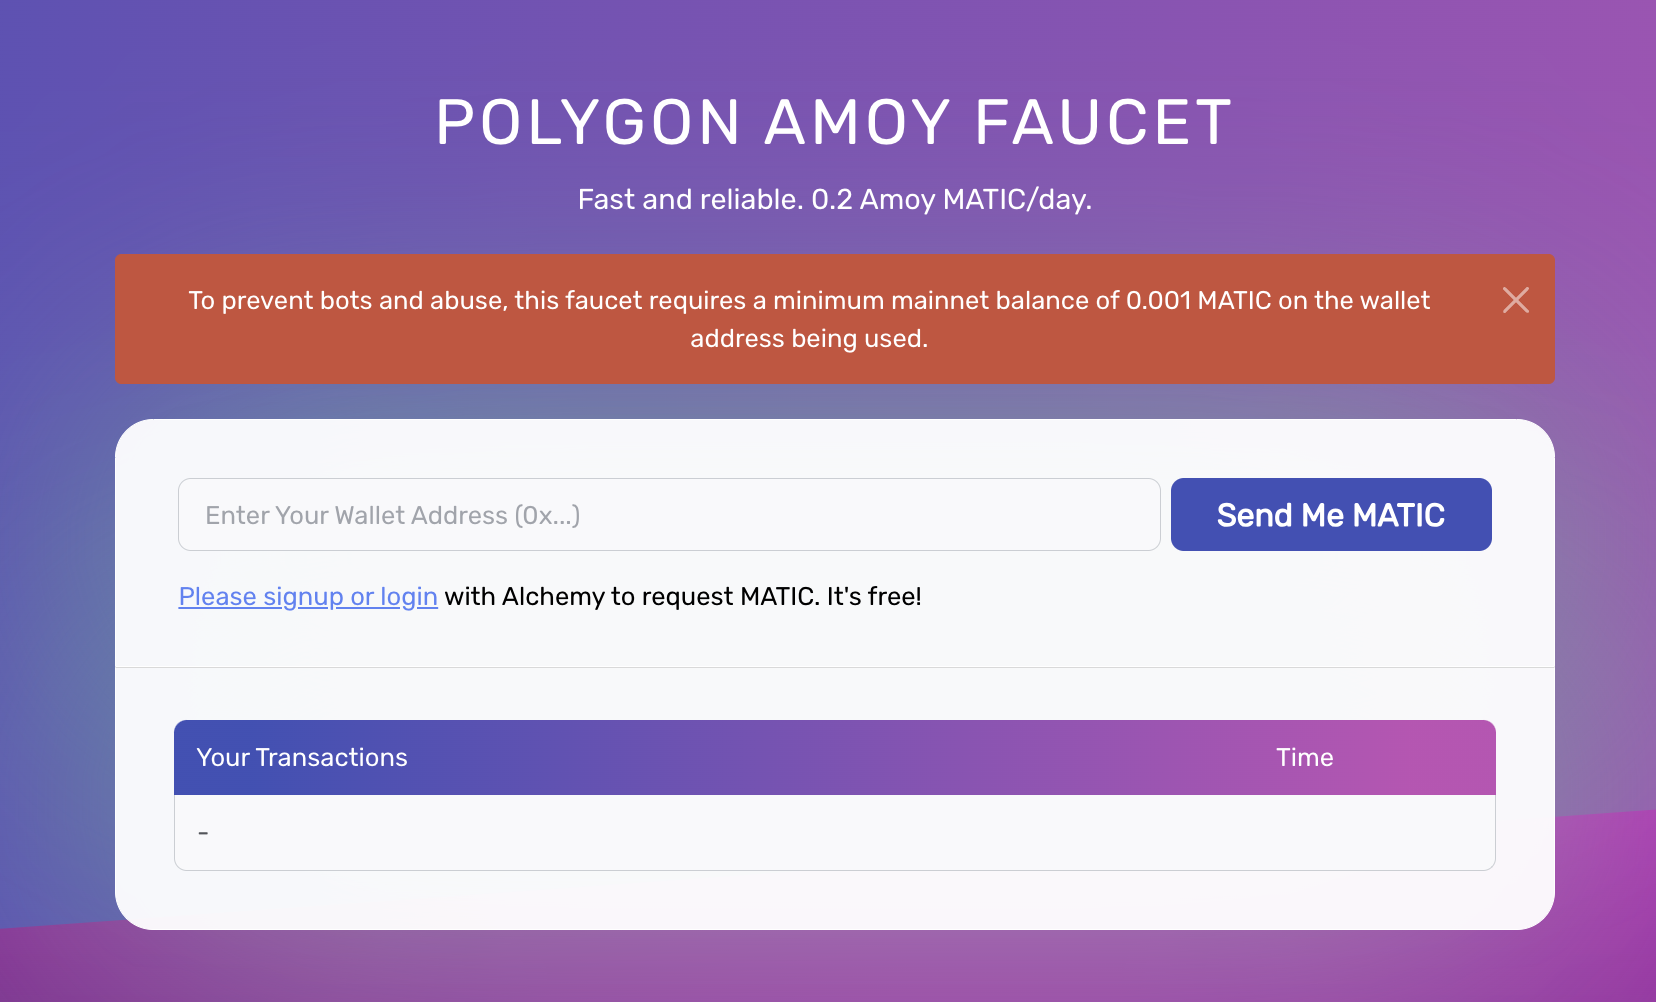 POLYGON AMOY FAUCET
Fast and reliable. 0.2 Amoy MATIC/day.
To prevent bots and abuse, this faucet requires a minimum mainnet balance of 0.001 MATIC on the wallet
address being used.
Enter Your Wallet Address (0x...)
Send Me MATIC
Please signup or login with Alchemy to request MATIC. It's free!
Your Transactions
Time
-